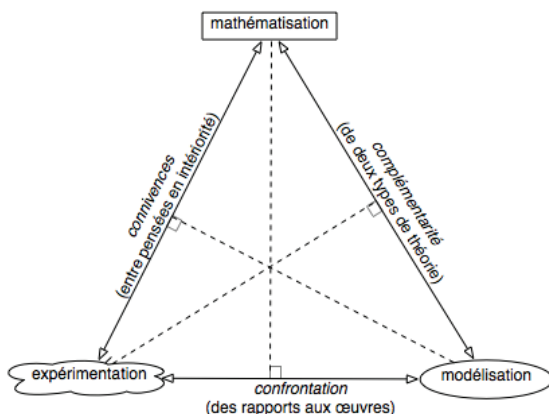 mathématisation
connivences
(entre pensées en intériorité)
complémentarité
(de deux types de théorie)
expérimentation
modélisation
confrontation
(des rapports aux œuvres)